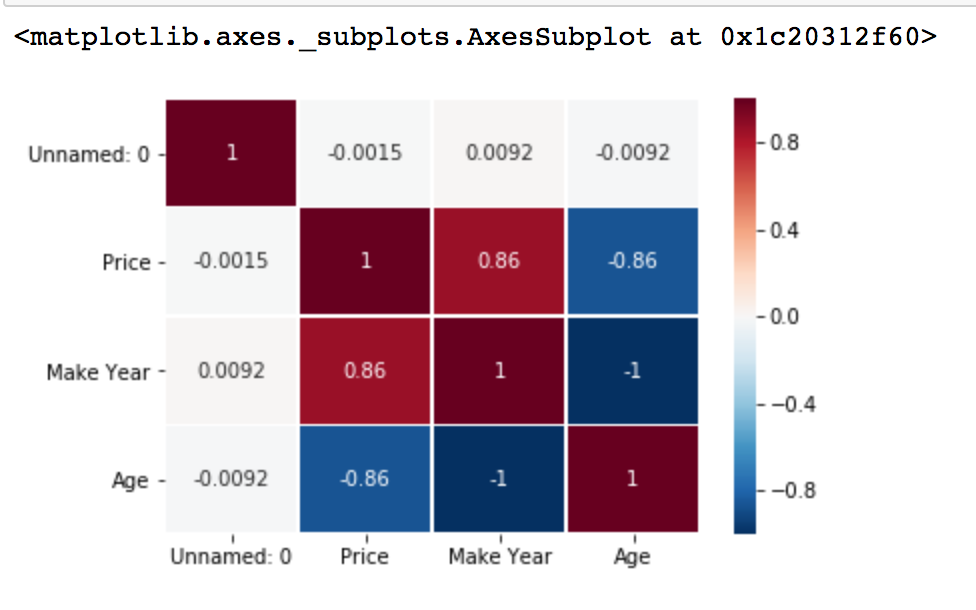 <matplotlib.axes._subplots.AxesSubplot at 0x1c20312f60>
Unnamed: 0 1 -0.0015 0.0092 -0.0092
Price -0.0015 1 0.86 -0.86
Make Year 0.0092 0.86 1 -1
Age -0.0092 -0.86 -1 1
Unnamed: 0 Price Make Year Age
0.8
0.4
0.0
−0.4
−0.8